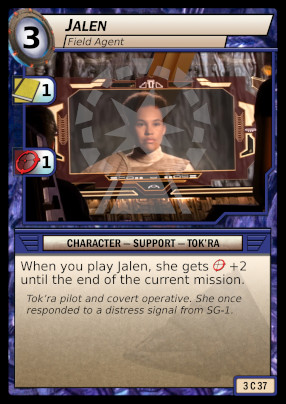 3
JALEN
Field Agent
1
1
CHARACTER – SUPPORT – TOK'RA
When you play Jalen, she gets +2
until the end of the current mission.
Tok'ra pilot and covert operative. She once
responded to a distress signal from SG-1.
3 C 37